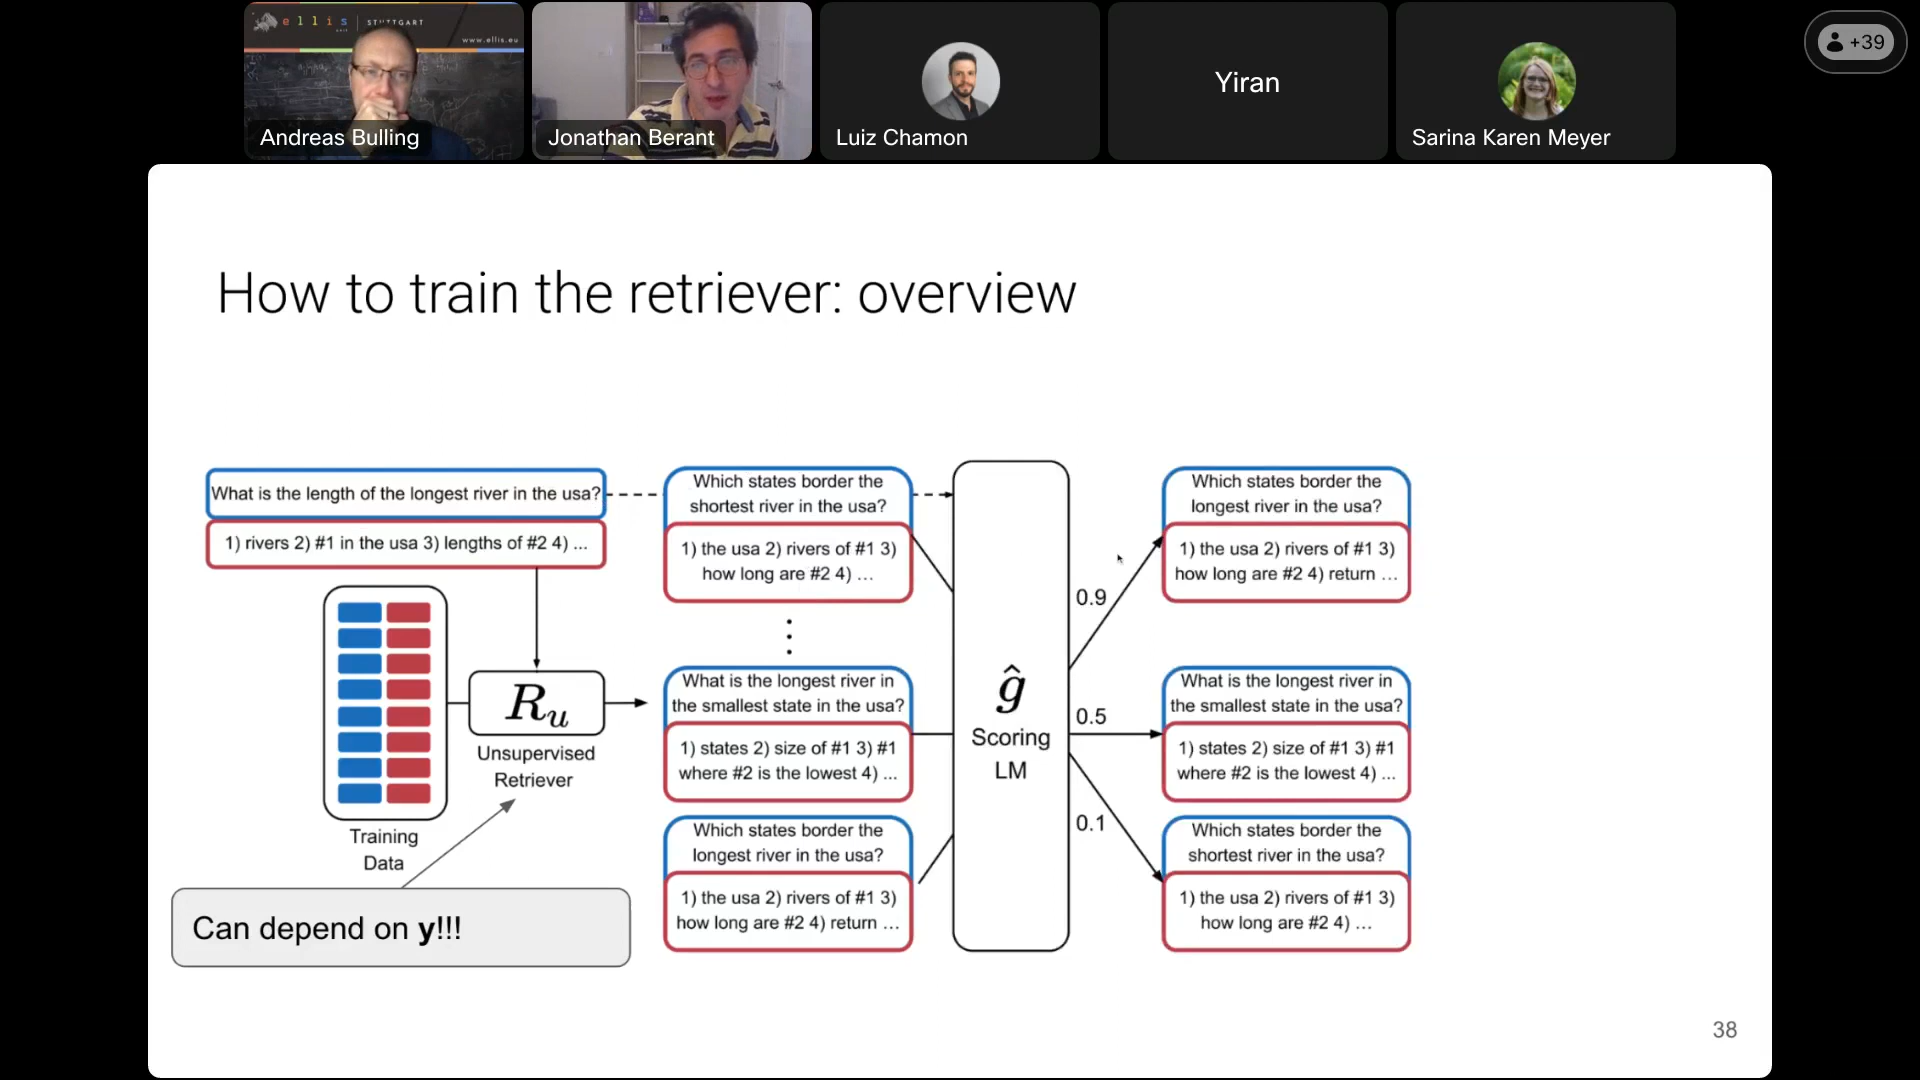 ellis STUTTGART
www.ellis.eu
Andreas Bulling
Jonathan Berant
Luiz Chamon
Yiran
Sarina Karen Meyer
+39
How to train the retriever: overview
What is the length of the longest river in the usa?
1) rivers 2) #1 in the usa 3) lengths of #2 4) ...
Training
Data
Rᵤ
Unsupervised
Retriever
Can depend on y!!!
Which states border the
shortest river in the usa?
1) the usa 2) rivers of #1 3)
how long are #2 4) …
What is the longest river in
the smallest state in the usa?
1) states 2) size of #1 3) #1
where #2 is the lowest 4) ...
Which states border the
longest river in the usa?
1) the usa 2) rivers of #1 3)
how long are #2 4) return …
ĝ
Scoring
LM
0.9
0.5
0.1
Which states border the
longest river in the usa?
1) the usa 2) rivers of #1 3)
how long are #2 4) return …
What is the longest river in
the smallest state in the usa?
1) states 2) size of #1 3) #1
where #2 is the lowest 4) ...
Which states border the
shortest river in the usa?
1) the usa 2) rivers of #1 3)
how long are #2 4) …
38